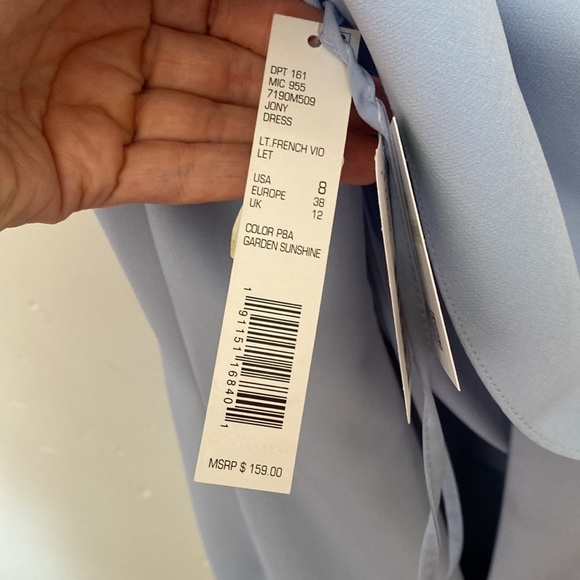 DPT 161
MIC 955
7190M509
JONY
DRESS
LT.FRENCH VIO
LET
USA 8
EUROPE 38
UK 12
COLOR P8A
GARDEN SUNSHINE
1 91151 16840 1
MSRP $ 159.00